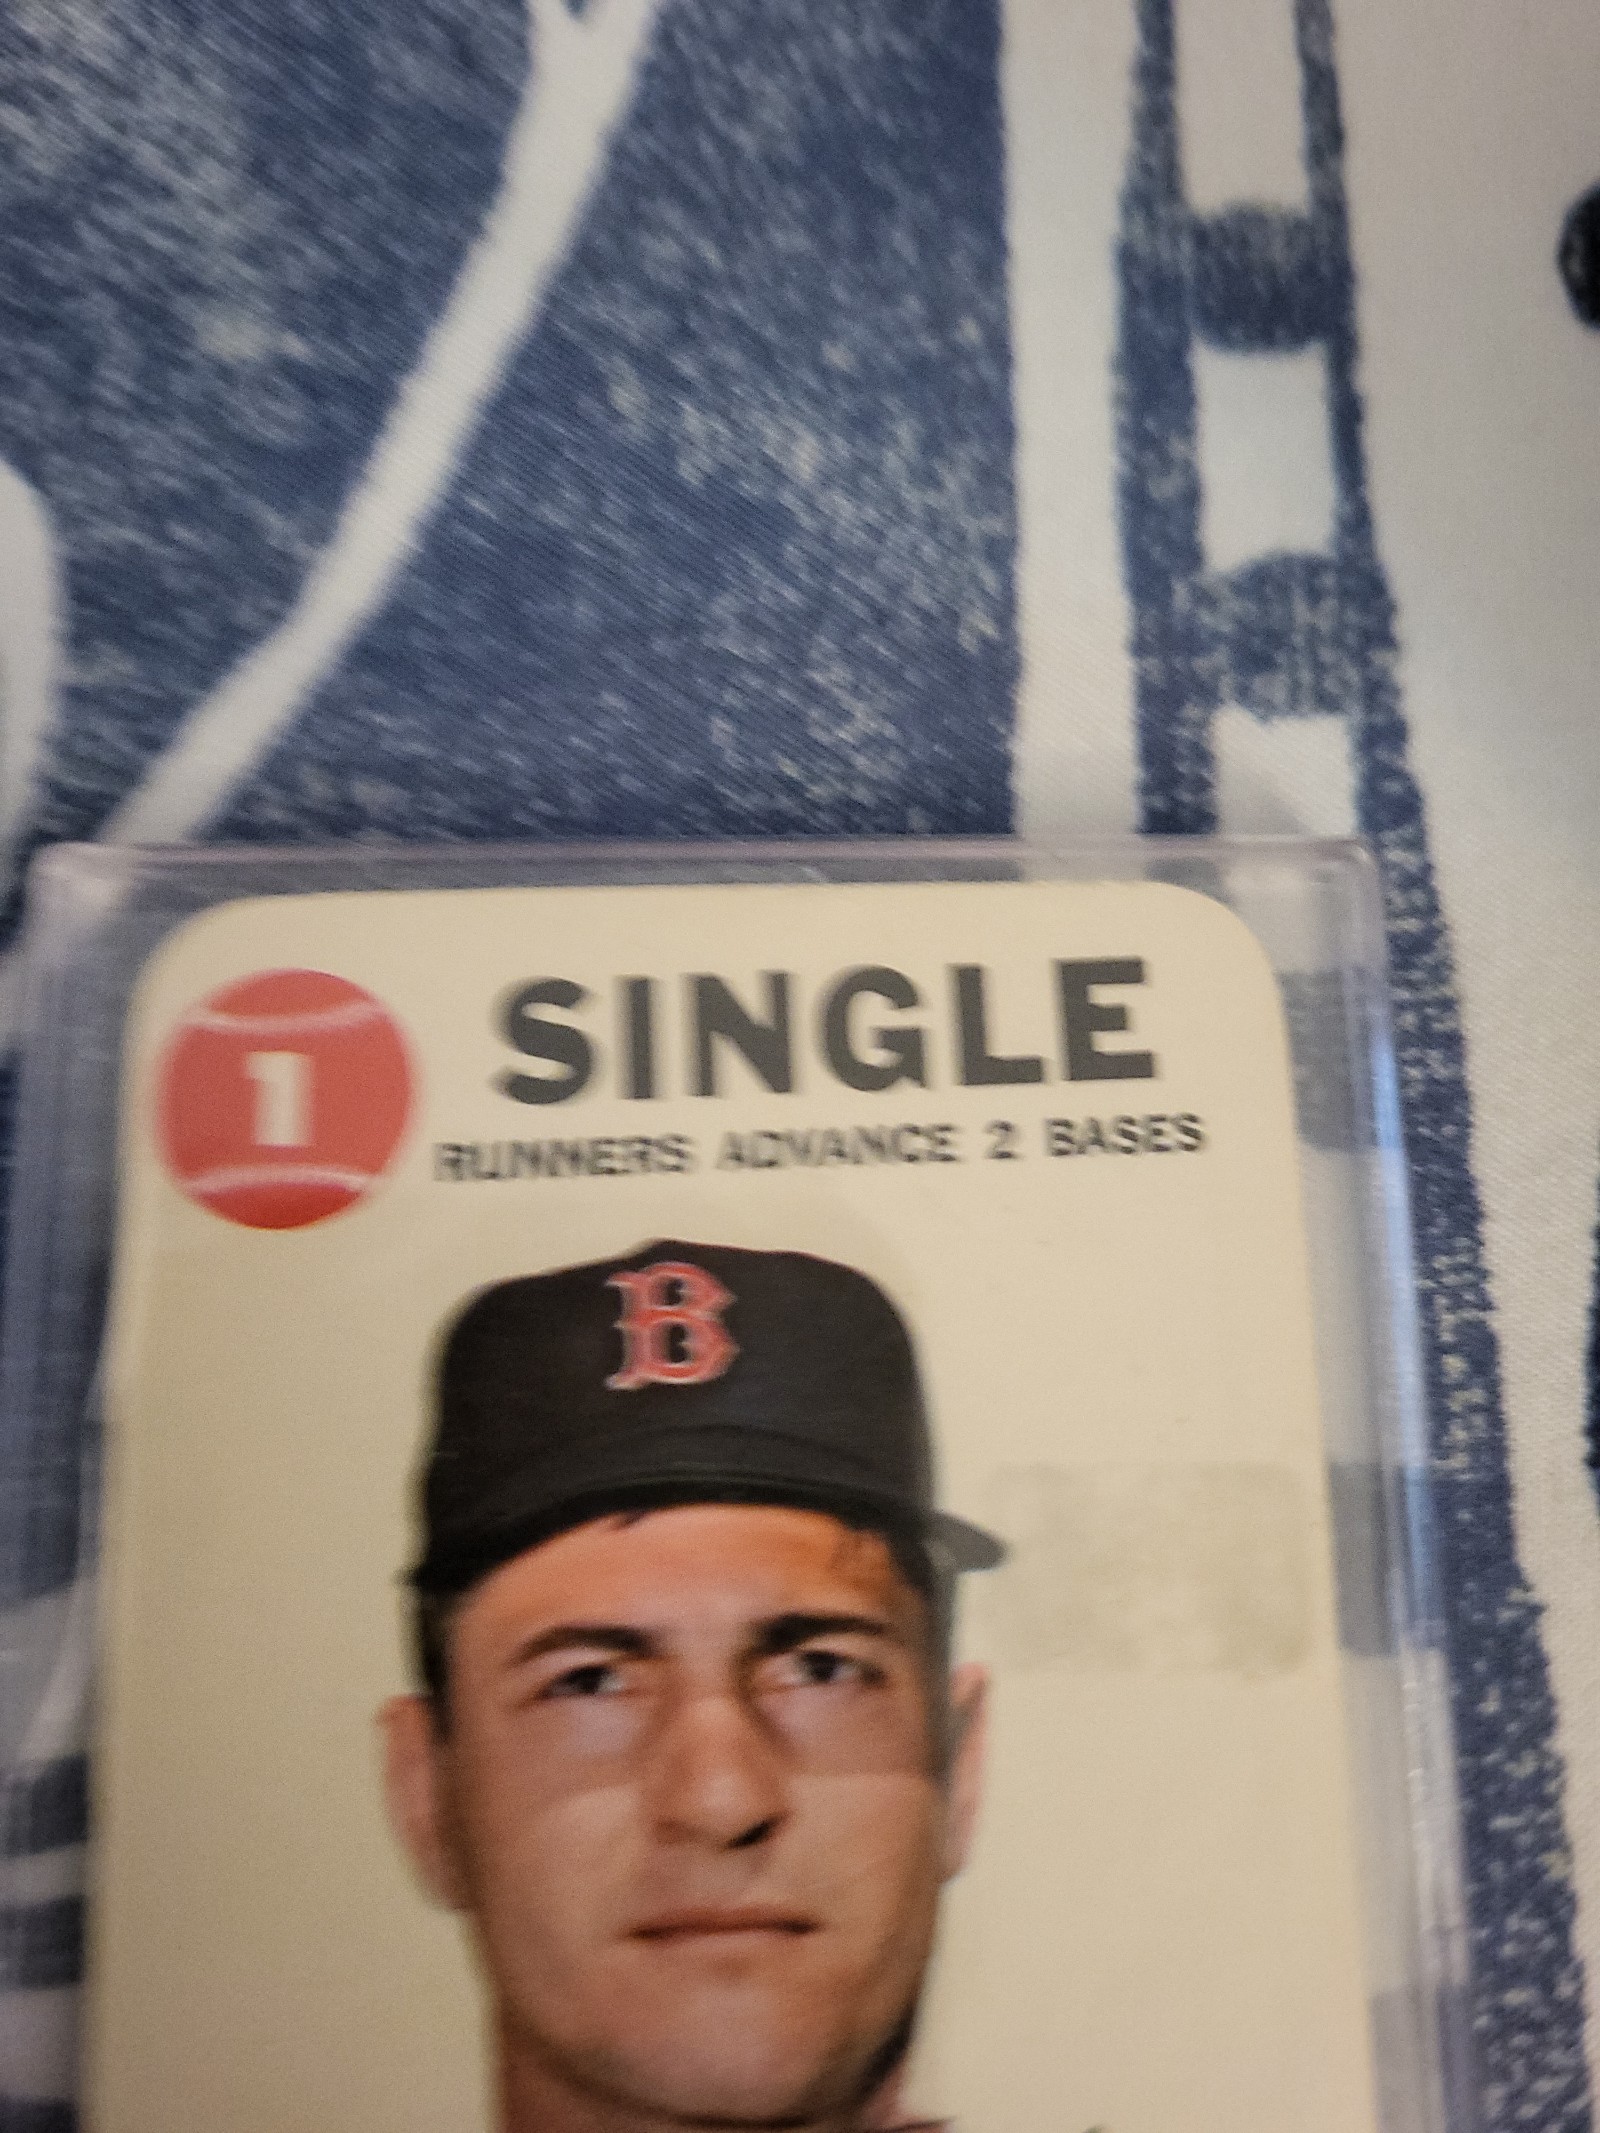 1
SINGLE
RUNNERS ADVANCE 2 BASES
B